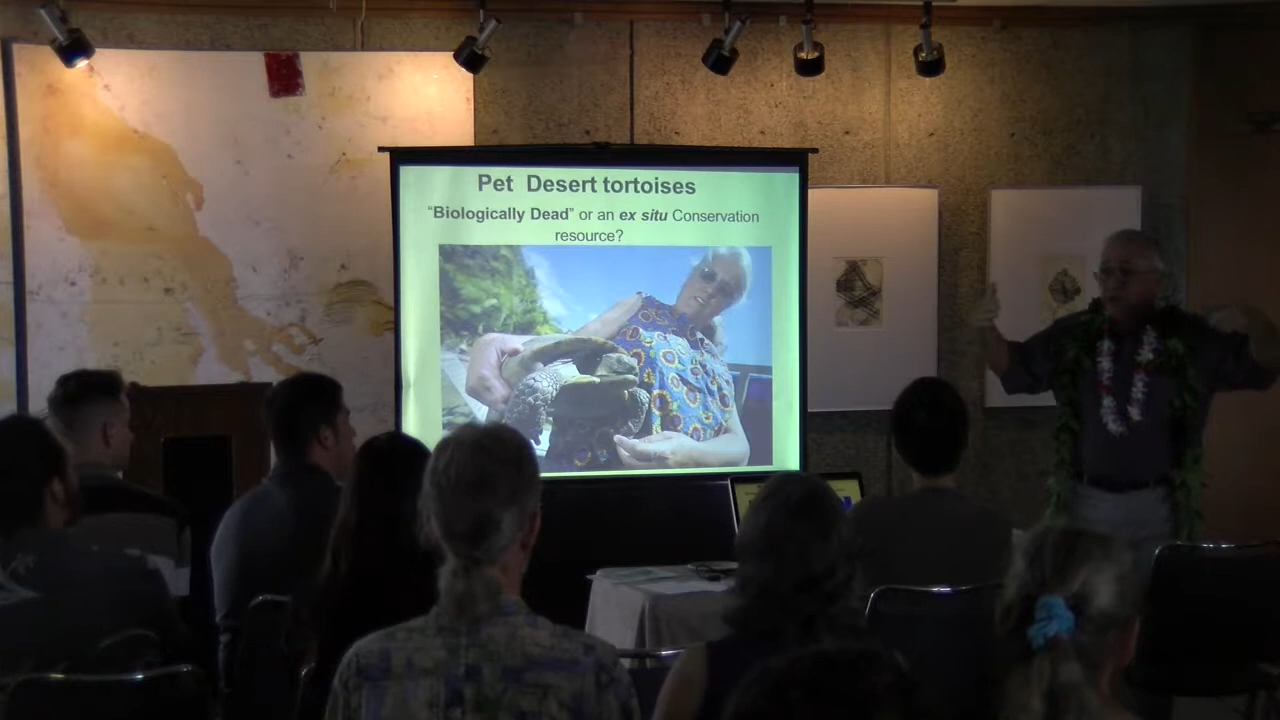 Pet Desert tortoises
“Biologically Dead” or an ex situ Conservation
resource?